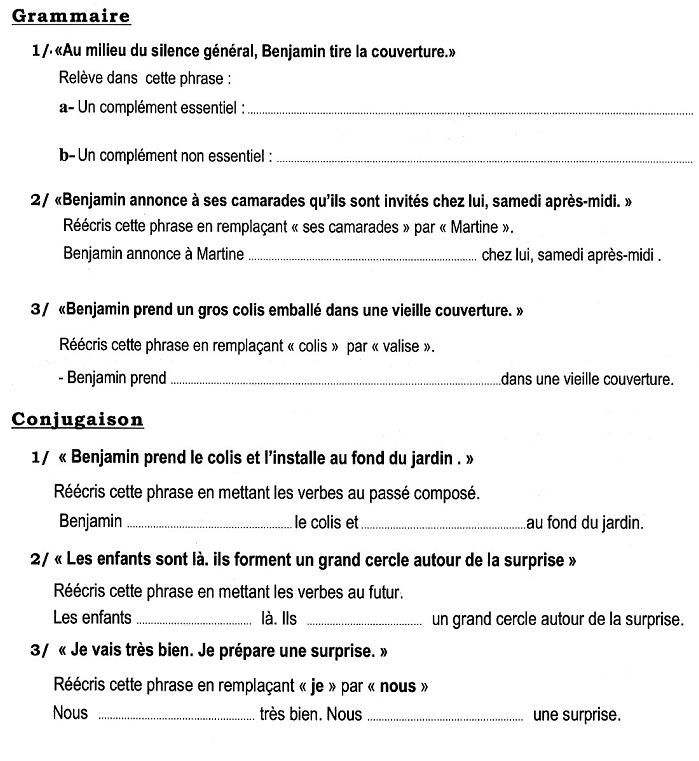 Grammaire
1/ «Au milieu du silence général, Benjamin tire la couverture.»
Relève dans cette phrase :
a- Un complément essentiel : ........................................
b- Un complément non essentiel : ........................................
2/ «Benjamin annonce à ses camarades qu'ils sont invités chez lui, samedi après-midi. »
Réécris cette phrase en remplaçant « ses camarades » par « Martine ».
Benjamin annonce à Martine ........................................ chez lui, samedi après-midi .
3/ «Benjamin prend un gros colis emballé dans une vieille couverture. »
Réécris cette phrase en remplaçant « colis » par « valise ».
- Benjamin prend ........................................dans une vieille couverture.
Conjugaison
1/ « Benjamin prend le colis et l'installe au fond du jardin . »
Réécris cette phrase en mettant les verbes au passé composé.
Benjamin ........................................ le colis et ........................................au fond du jardin.
2/ « Les enfants sont là. ils forment un grand cercle autour de la surprise »
Réécris cette phrase en mettant les verbes au futur.
Les enfants .............................. là. Ils .............................. un grand cercle autour de la surprise.
3/ « Je vais très bien. Je prépare une surprise. »
Réécris cette phrase en remplaçant « je » par « nous »
Nous ........................................ très bien. Nous ........................................ une surprise.